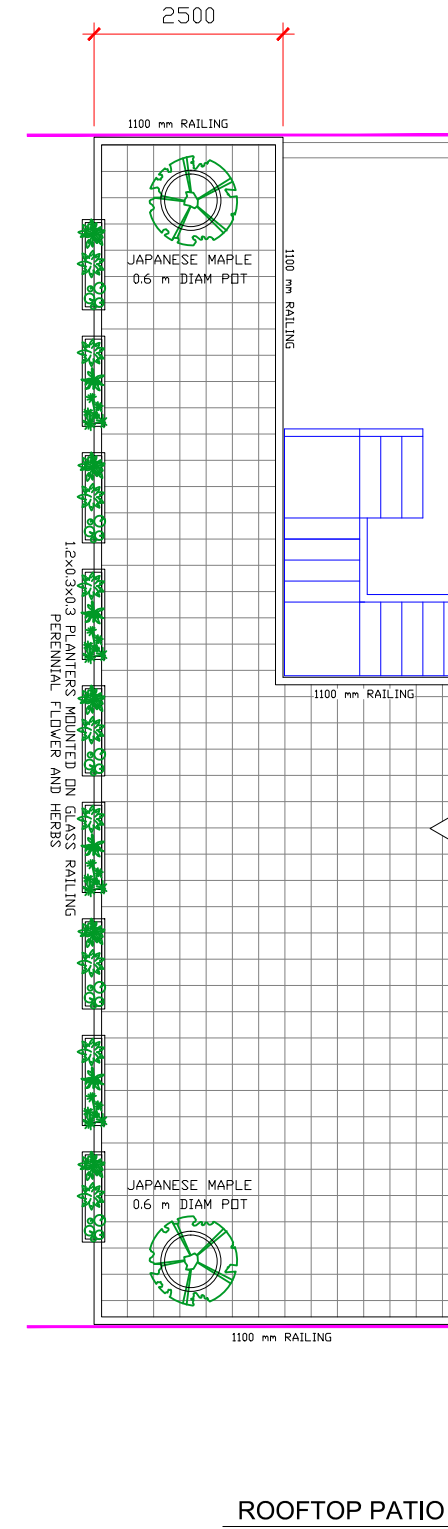 2500
1100 mm RAILING
JAPANESE MAPLE
0.6 m DIAM POT
1100 mm RAILING
1.2x0.3x0.3 PLANTERS MOUNTED ON GLASS RAILING
PERENNIAL FLOWER AND HERBS
1100 mm RAILING
JAPANESE MAPLE
0.6 m DIAM POT
1100 mm RAILING
ROOFTOP PATIO